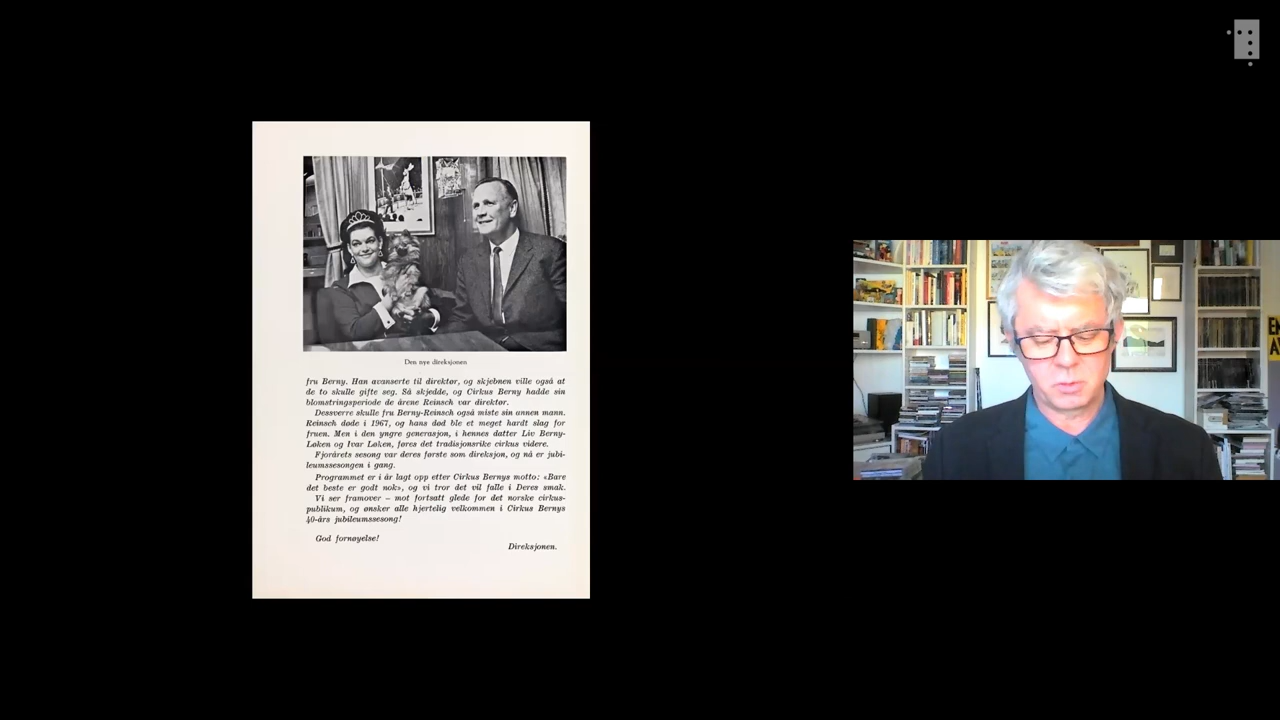 Den nye direksjonen
fru Berny. Han avanserte til direktør, og skjebnen ville også at
de to skulle gifte seg. Så skjedde, og Cirkus Berny hadde sin
blomstringsperiode de årene Reinsch var direktør.
Dessverre skulle fru Berny-Reinsch også miste sin annen mann.
Reinsch døde i 1967, og hans død ble et meget hardt slag for
fruen. Men i den yngre generasjon, i hennes datter Liv Berny-
Løken og Ivar Løken, føres det tradisjonsrike cirkus videre.
Fjorårets sesong var deres første som direksjon, og nå er jubi-
leumssesongen i gang.
Programmet er i år lagt opp etter Cirkus Bernys motto: «Bare
det beste er godt nok», og vi tror det vil falle i Deres smak.
Vi ser framover – mot fortsatt glede for det norske cirkus-
publikum, og ønsker alle hjertelig velkommen i Cirkus Bernys
40-års jubileumssesong!
God fornøyelse!
Direksjonen.